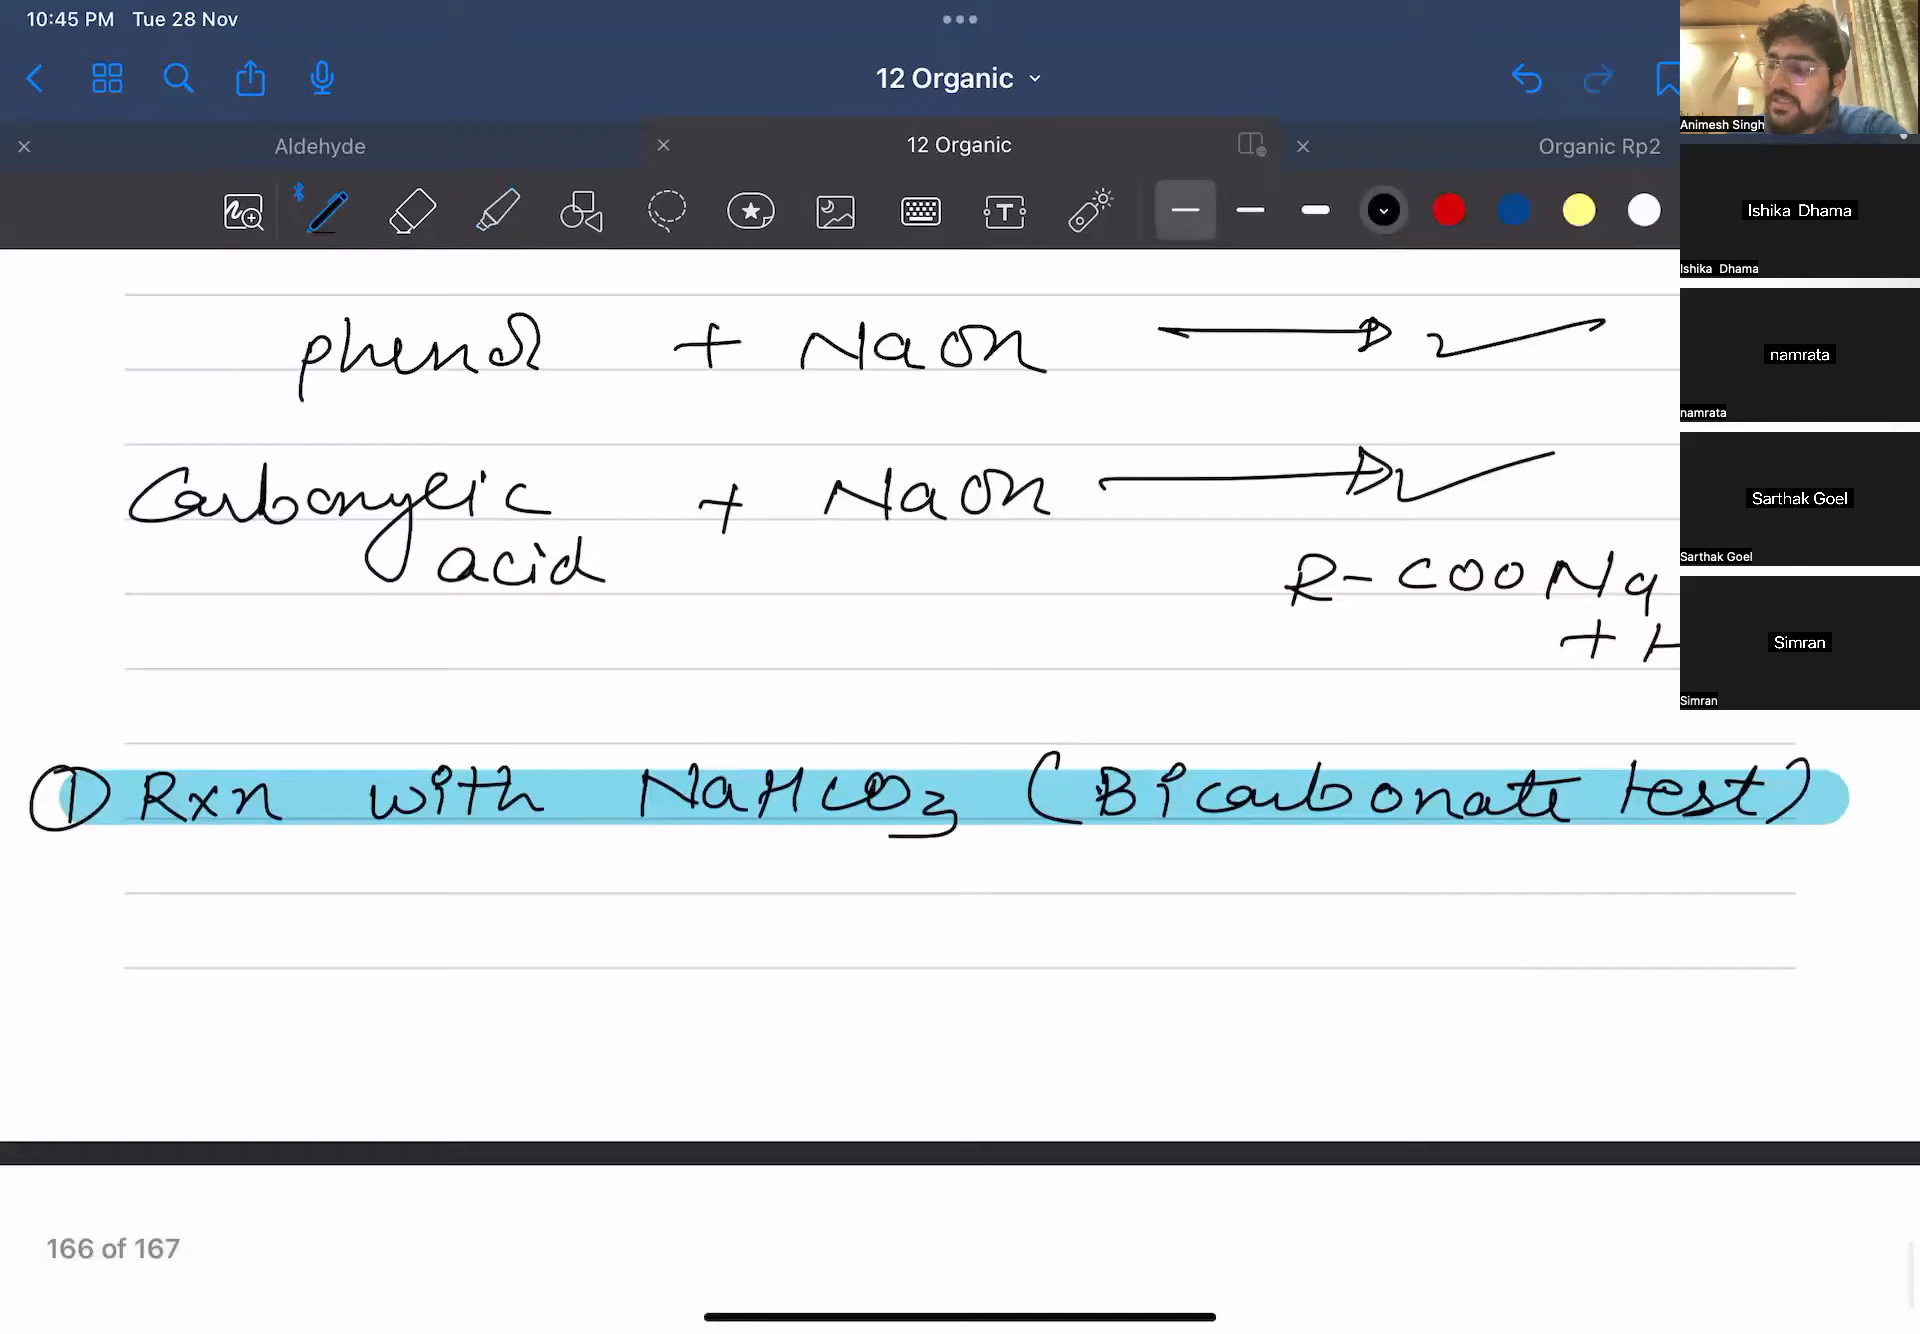 10:45 PM Tue 28 Nov
12 Organic
Aldehyde
12 Organic
Organic Rp2
phenol + NaOH
Carboxylic + NaOH
acid
R-COONa
+ H
① Rxn with NaHCO3 (Bicarbonate test)
166 of 167
Animesh Singh
Ishika Dhama
Ishika Dhama
namrata
namrata
Sarthak Goel
Sarthak Goel
Simran
Simran